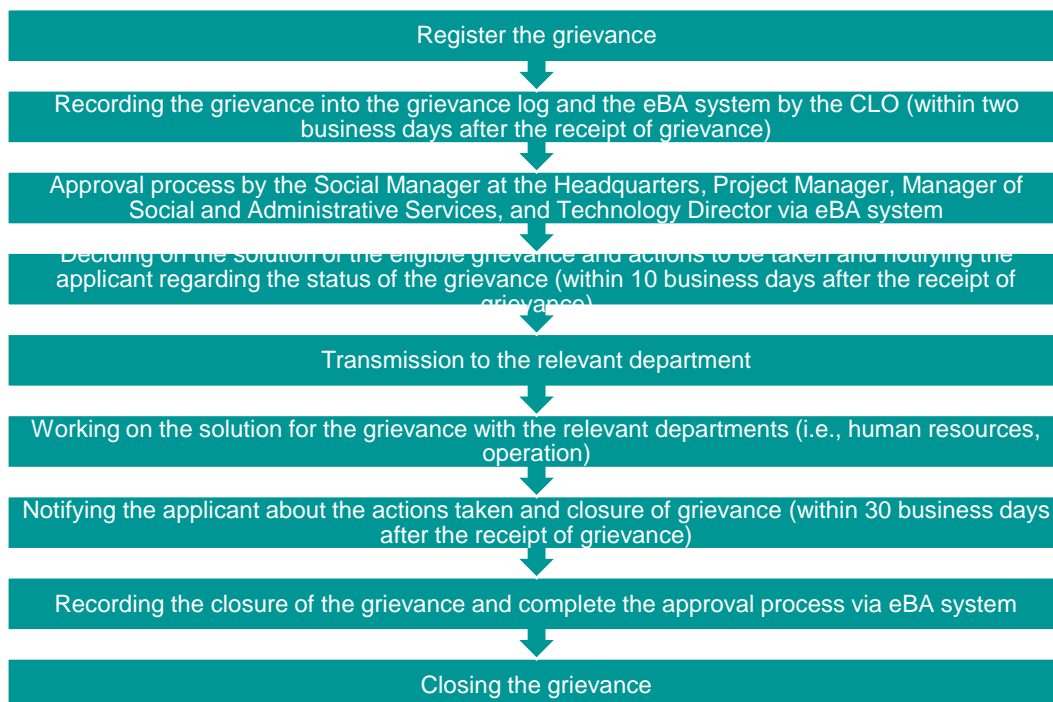 Register the grievance
Recording the grievance into the grievance log and the eBA system by the CLO (within two
business days after the receipt of grievance)
Approval process by the Social Manager at the Headquarters, Project Manager, Manager of
Social and Administrative Services, and Technology Director via eBA system
Deciding on the solution of the eligible grievance and actions to be taken and notifying the
applicant regarding the status of the grievance (within 10 business days after the receipt of
grievance)
Transmission to the relevant department
Working on the solution for the grievance with the relevant departments (i.e., human resources,
operation)
Notifying the applicant about the actions taken and closure of grievance (within 30 business days
after the receipt of grievance)
Recording the closure of the grievance and complete the approval process via eBA system
Closing the grievance